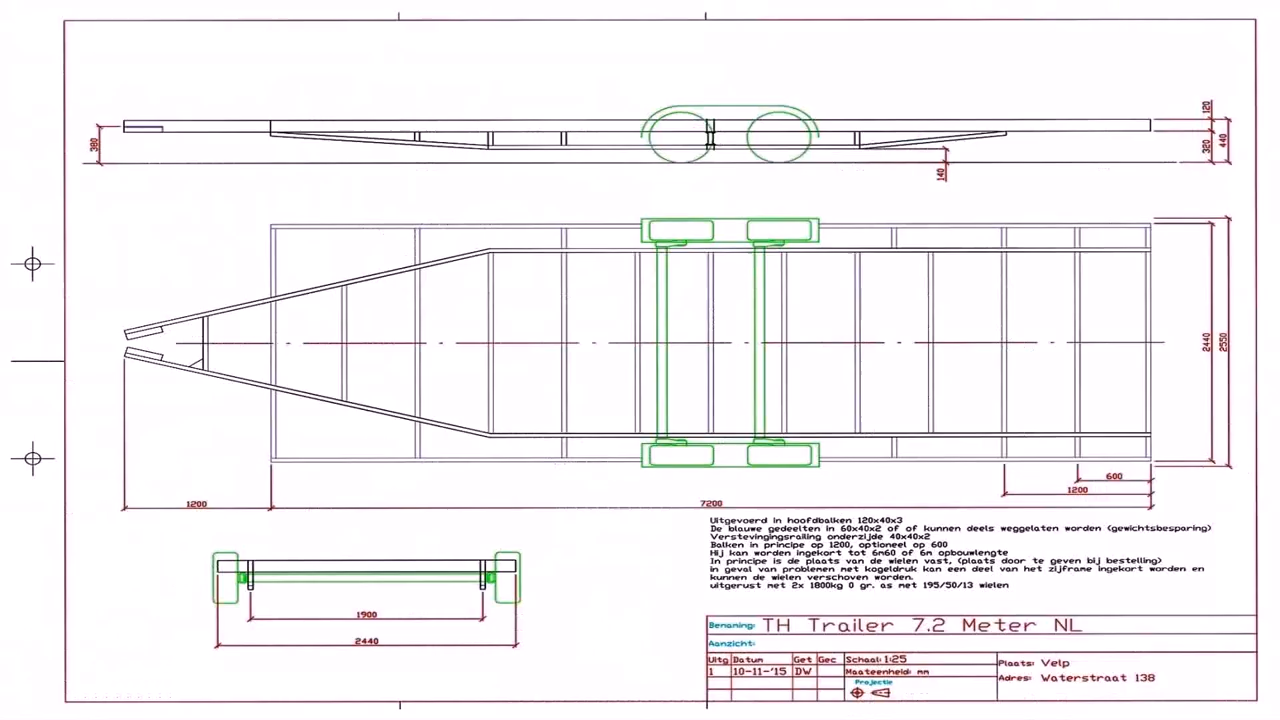 380
120
320
440
140
2440
2550
600
1200
1200
7200
Uitgevoerd in hoofdbalken 120x40x3
De blauwe gedeelten in 60x40x2 of of kunnen deels weggelaten worden (gewichtsbesparing)
Verstevingingsrailing onderzijde 40x40x2
Balken in principe op 1200, optioneel op 600
Hij kan worden ingekort tot 6m60 of 6m opbouwlengte
In principe is de plaats van de wielen vast, (plaats door te geven bij bestelling)
in geval van problemen met kogeldruk kan een deel van het zijframe ingekort worden en
kunnen de wielen verschoven worden.
uitgerust met 2x 1800kg 0 gr. as met 195/50/13 wielen
1900
2440
Benaming: TH Trailer 7.2 Meter NL
Aanzicht:
Uitg Datum Get Gec Schaal: 1:25
1 10-11-'15 DW Maateenheid: mm
Projectie
Plaats: Velp
Adres: Waterstraat 138